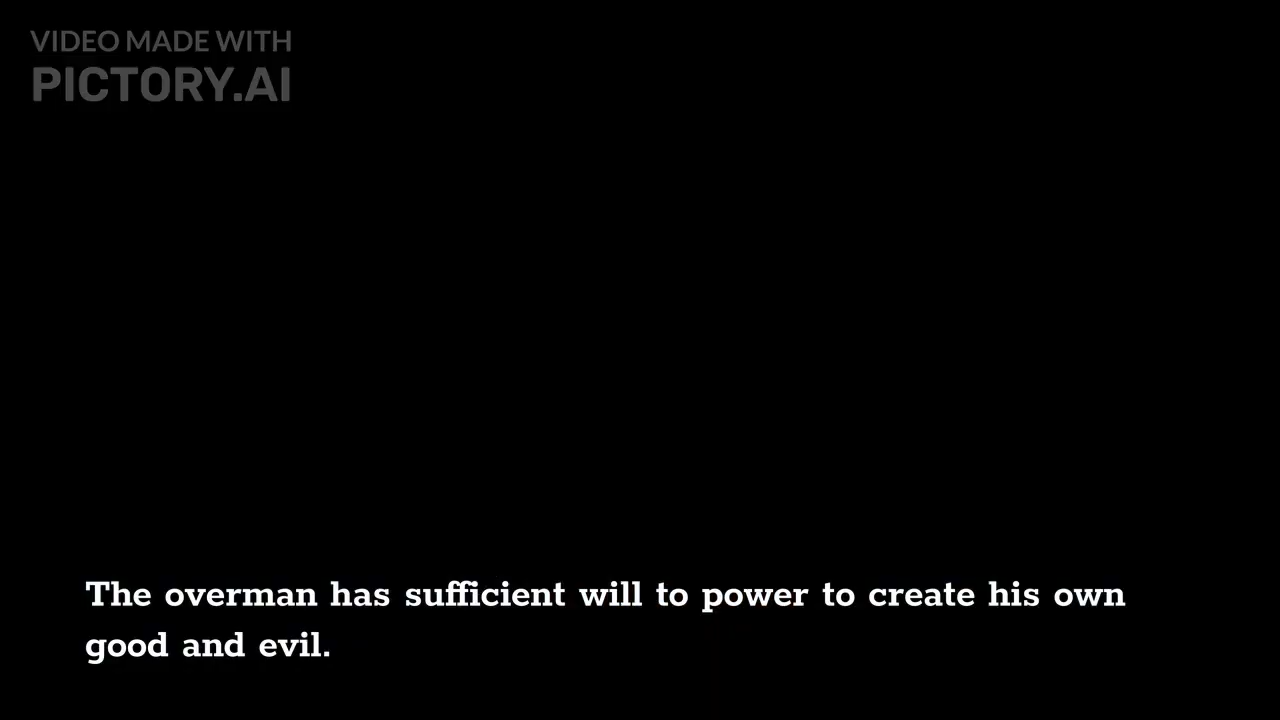 VIDEO MADE WITH
PICTORY.AI
The overman has sufficient will to power to create his own
good and evil.